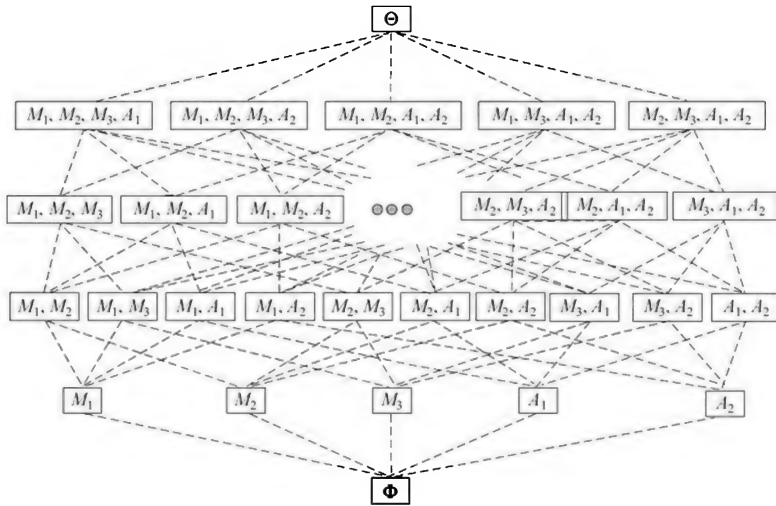 Θ
M₁, M₂, M₃, A₁ M₁, M₂, M₃, A₂ M₁, M₂, A₁, A₂ M₁, M₃, A₁, A₂ M₂, M₃, A₁, A₂
M₁, M₂, M₃ M₁, M₂, A₁ M₁, M₂, A₂ M₂, M₃, A₂ M₂, A₁, A₂ M₃, A₁, A₂
M₁, M₂ M₁, M₃ M₁, A₁ M₁, A₂ M₂, M₃ M₂, A₁ M₂, A₂ M₃, A₁ M₃, A₂ A₁, A₂
M₁ M₂ M₃ A₁ A₂
Φ